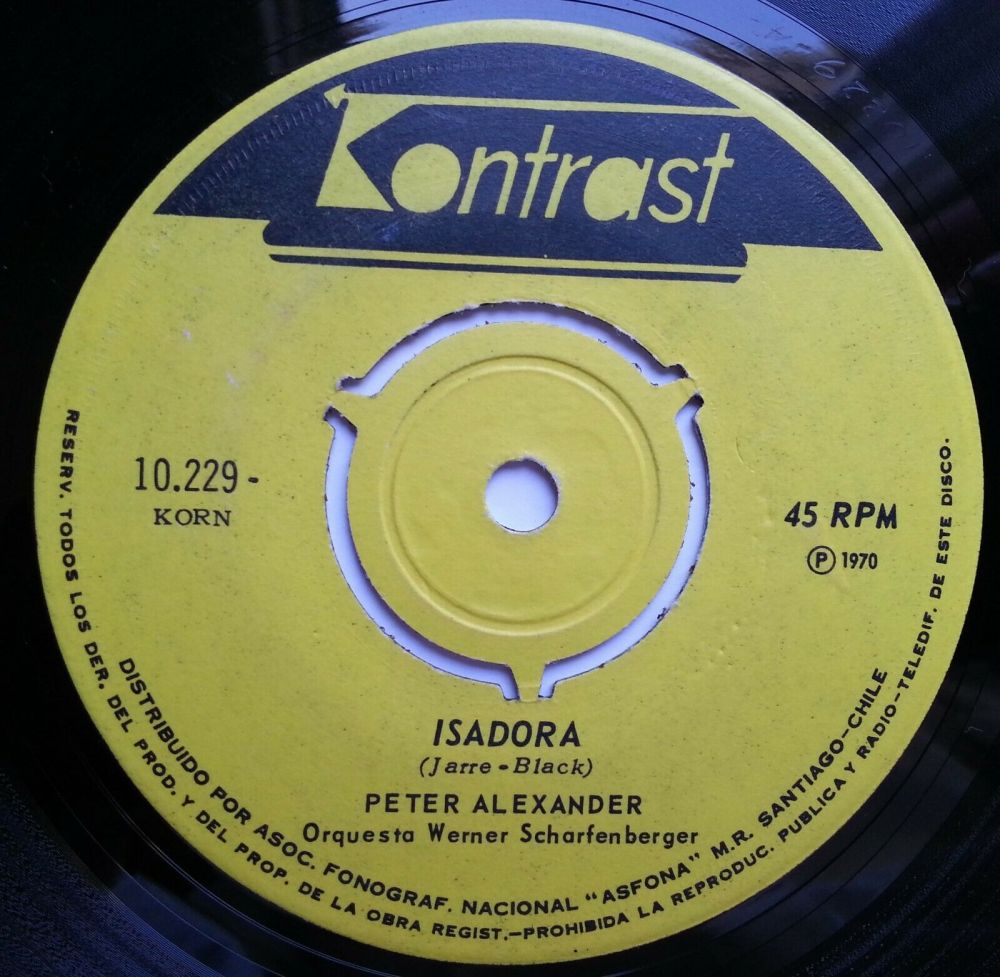 Kontrast
10.229-
KORN
45 RPM
Ⓟ 1970
ISADORA
(Jarre-Black)
PETER ALEXANDER
Orquesta Werner Scharfenberger
DISTRIBUIDO POR ASOC. FONOGRAF. NACIONAL "ASFONA" M.R. SANTIAGO-CHILE
RESERV. TODOS LOS DER. DEL PROD. Y DEL PROP. DE LA OBRA REGIST.—PROHIBIDA LA REPRODUC. PUBLICA Y RADIO-TELEDIF. DE ESTE DISCO.